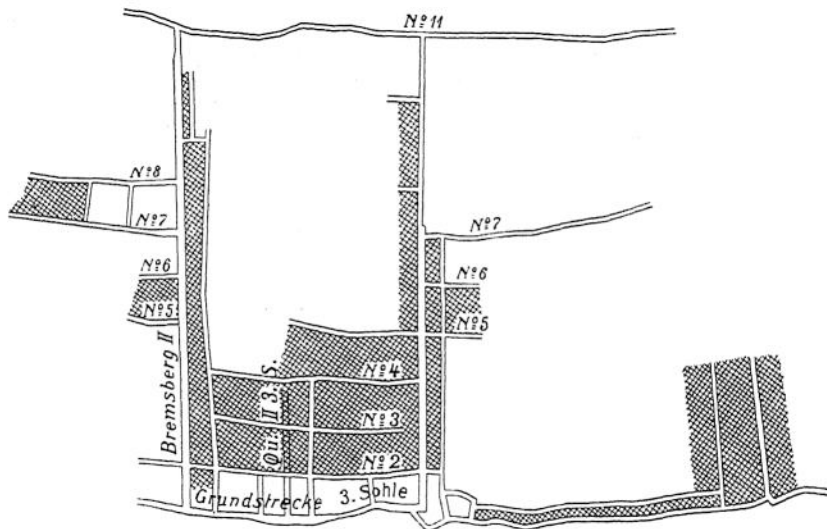 Nº 11
Nº 8
Nº 7
Nº 7
Nº 6
Nº 6
Nº 5
Nº 5
Bremsberg II
Nº 4
Qu. II 3. S.
Nº 3
Nº 2
Grundstrecke 3. Sohle